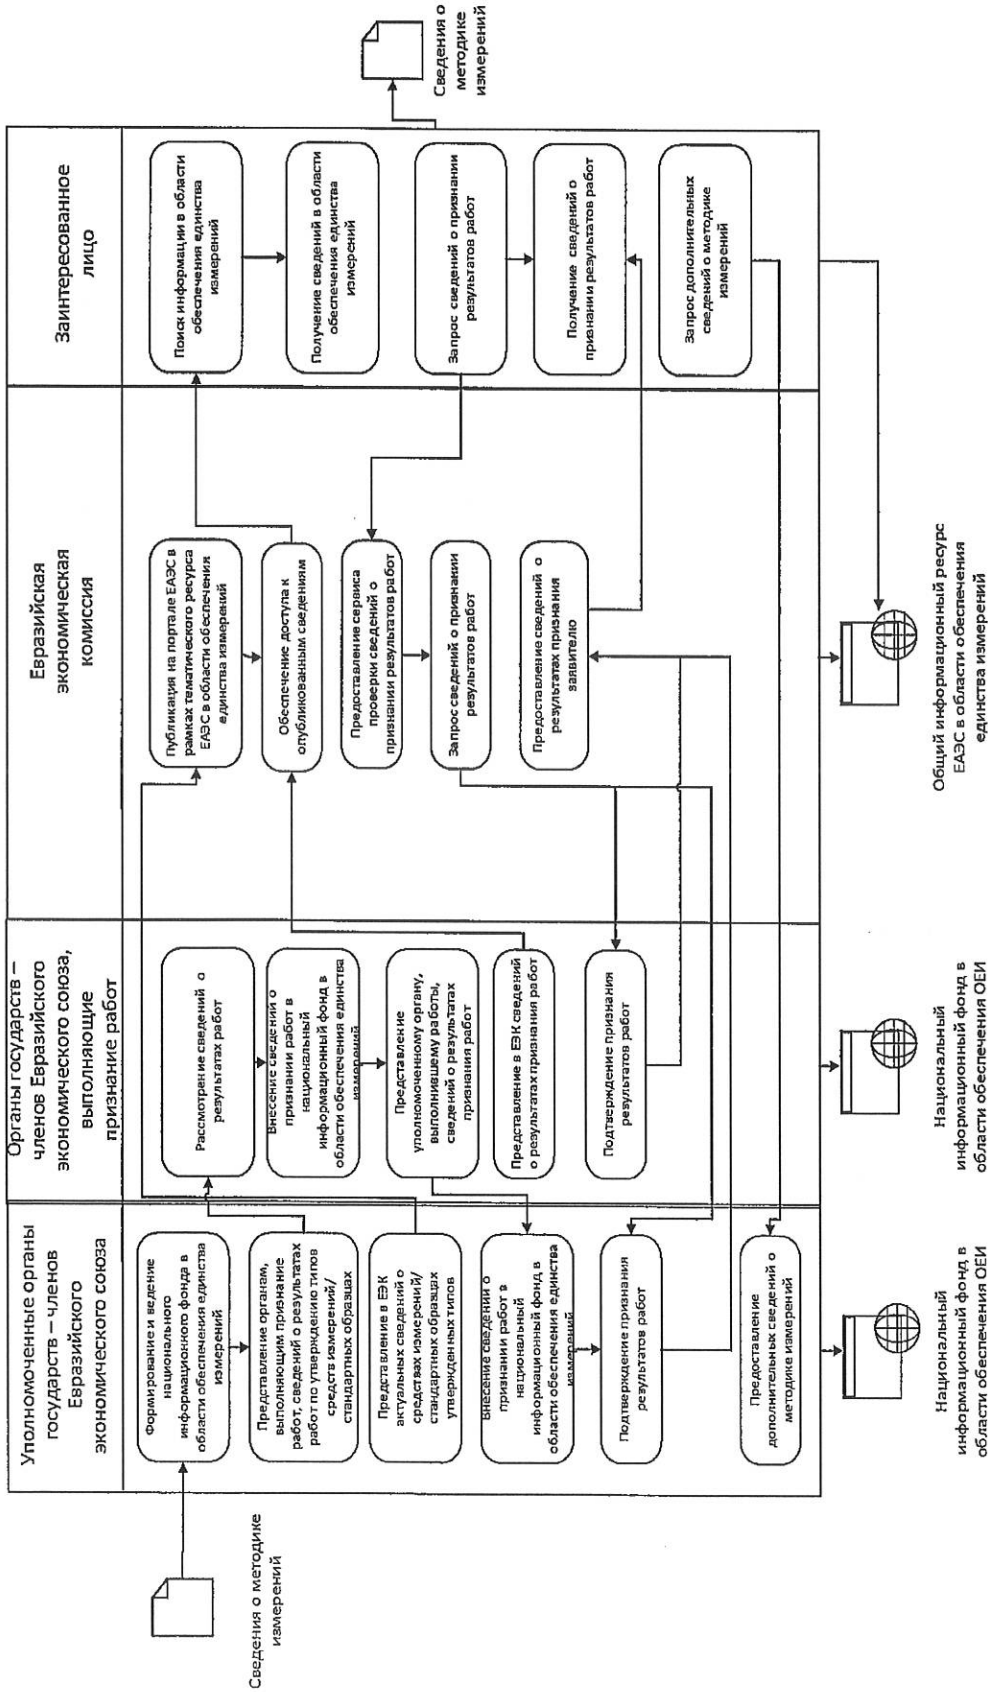 Сведения о методике
измерений
Уполномоченные органы
государств – членов
Евразийского
экономического союза
Формирование и ведение
национального
информационного фонда в
области обеспечения единства
измерений
Представление органам,
выполняющим признание
работ, сведений о результатах
работ по утверждению типов
средств измерений/
стандартных образцах
Представление в ЕЭК
актуальных сведений о
средствах измерений/
стандартных образцах
утвержденных типов
Внесение сведений о
признании работ в
национальный
информационный фонд в
области обеспечения единства
измерений
Подтверждение признания
результатов работ
Предоставление
дополнительных сведений о
методике измерений
Национальный
информационный фонд в
области обеспечения ОЕИ
Органы государств –
членов Евразийского
экономического союза,
выполняющие
признание работ
Рассмотрение сведений о
результатах работ
Внесение сведений о
признании работ в
национальный
информационный фонд в
области обеспечения единства
измерений
Представление
уполномоченному органу,
выполнившему работы,
сведений о результатах
признания работ
Представление в ЕЭК сведений
о результатах признания работ
Подтверждение признания
результатов работ
Национальный
информационный фонд в
области обеспечения ОЕИ
Евразийская
экономическая
комиссия
Публикация на портале ЕАЭС в
рамках тематического ресурса
ЕАЭС в области обеспечения
единства измерений
Обеспечение доступа к
опубликованным сведениям
Предоставление сервиса
проверки сведений о
признании результатов работ
Запрос сведений о признании
результатов работ
Предоставление сведений о
результатах признания
заявителю
Общий информационный ресурс
ЕАЭС в области обеспечения
единства измерений
Заинтересованное
лицо
Поиск информации в области
обеспечения единства
измерений
Получение сведений в области
обеспечения единства
измерений
Запрос сведений о признании
результатов работ
Получение сведений о
признании результатов работ
Запрос дополнительных
сведений о методике
измерений
Сведения о
методике
измерений